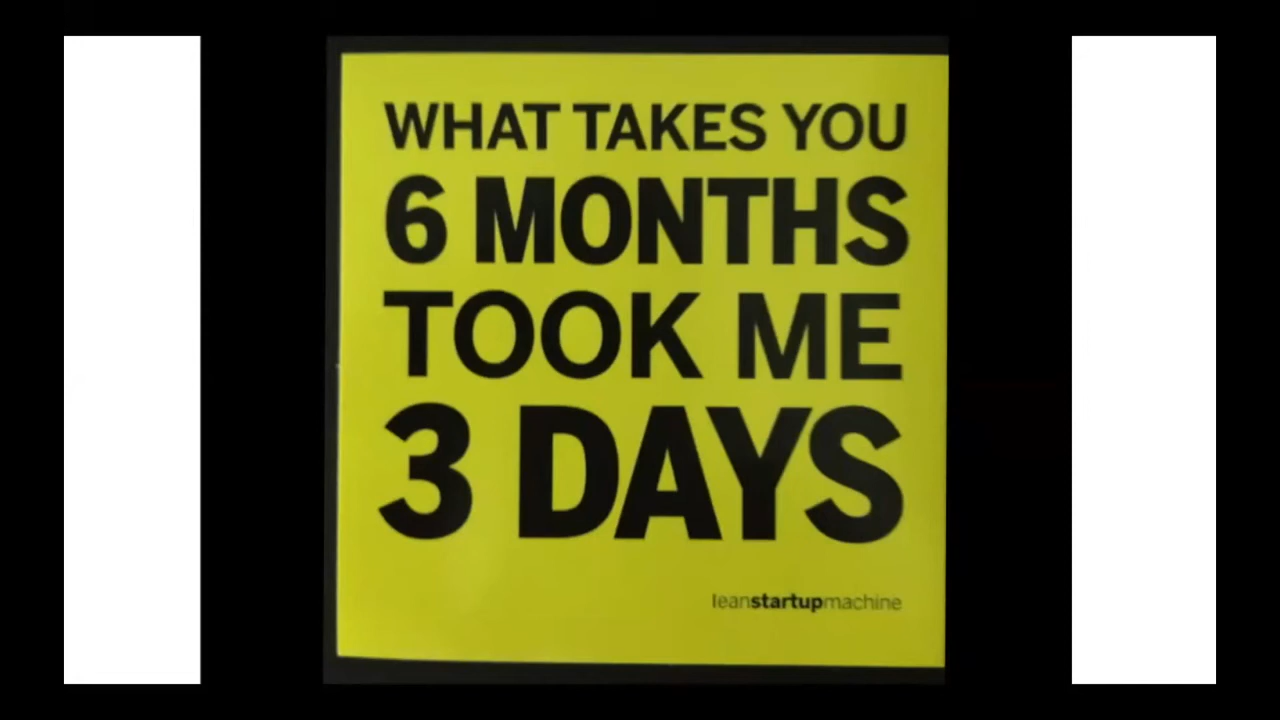 WHAT TAKES YOU
6 MONTHS
TOOK ME
3 DAYS
leanstartupmachine